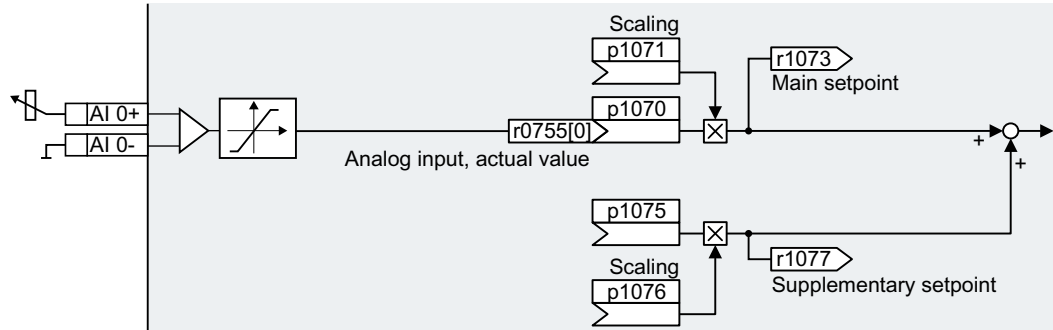 Scaling
p1071
r1073
Main setpoint
AI 0+
p1070
r0755[0]
AI 0-
Analog input, actual value
+
+
p1075
r1077
Scaling
Supplementary setpoint
p1076